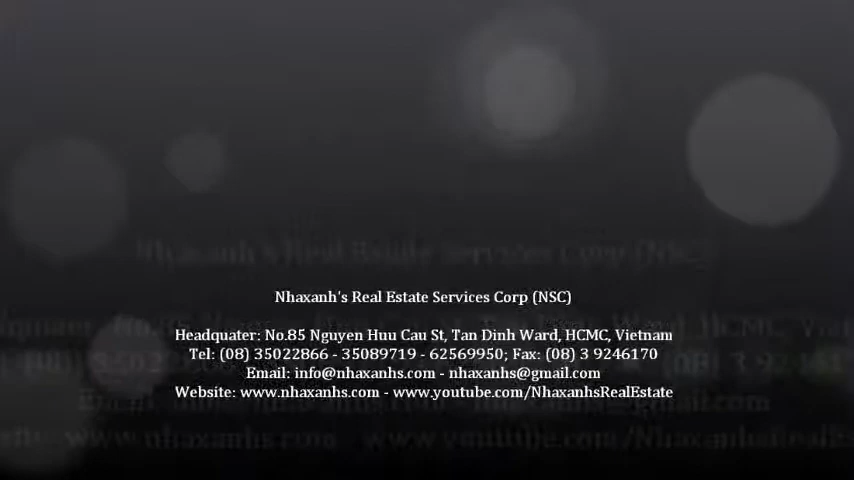 Nhaxanh's Real Estate Services Corp (NSC)
Headquater: No.85 Nguyen Huu Cau St, Tan Dinh Ward, HCMC, Vietnam
Tel: (08) 35022866 - 35089719 - 62569950; Fax: (08) 3 9246170
Email: info@nhaxanhs.com - nhaxanhs@gmail.com
Website: www.nhaxanhs.com - www.youtube.com/NhaxanhsRealEstate